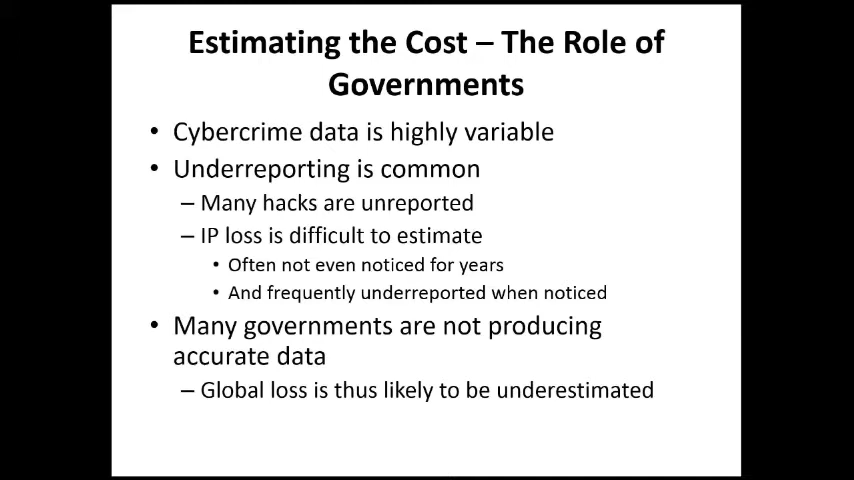 Estimating the Cost – The Role of
Governments
• Cybercrime data is highly variable
• Underreporting is common
– Many hacks are unreported
– IP loss is difficult to estimate
• Often not even noticed for years
• And frequently underreported when noticed
• Many governments are not producing
accurate data
– Global loss is thus likely to be underestimated